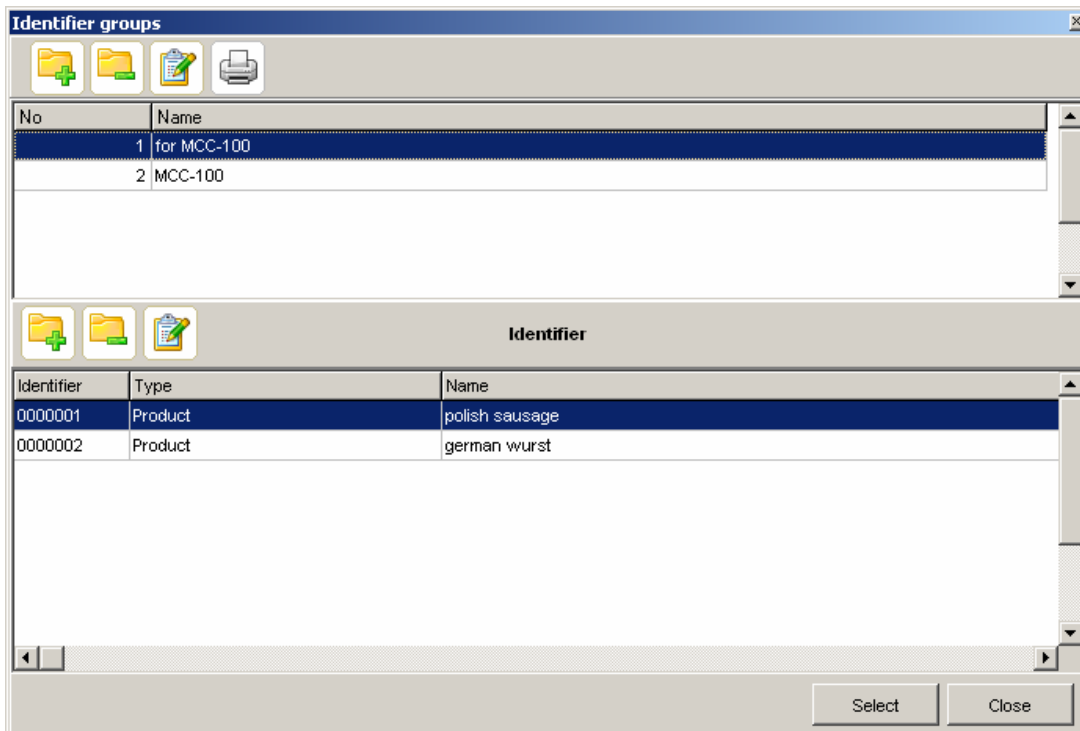 Identifier groups
No Name
1 for MCC-100
2 MCC-100
Identifier
Identifier Type Name
0000001 Product polish sausage
0000002 Product german wurst
Select Close